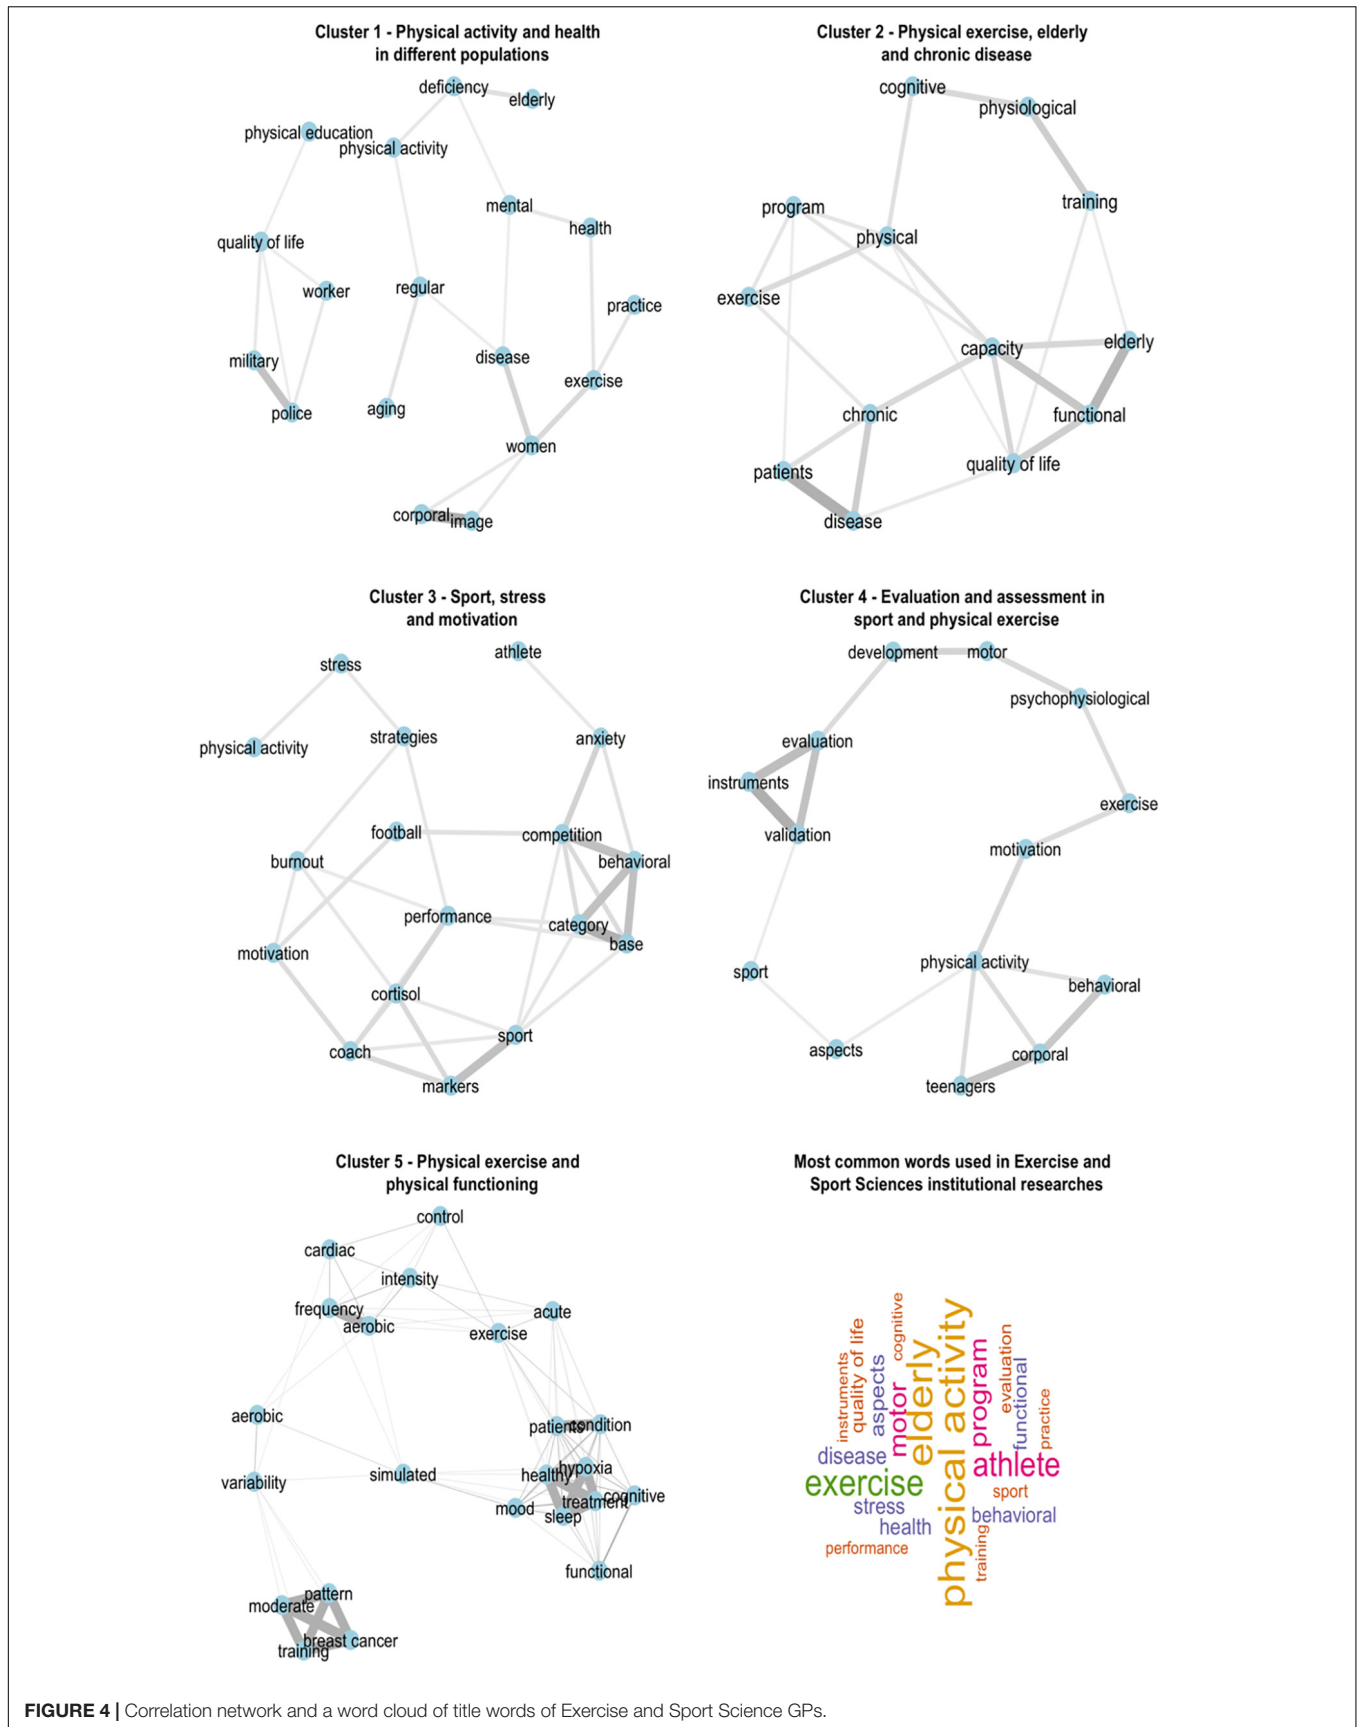 Cluster 1 - Physical activity and health
in different populations
deficiency
elderly
physical education
physical activity
mental
health
quality of life
worker
regular
practice
military
disease
exercise
police
aging
women
corporal
image
Cluster 2 - Physical exercise, elderly
and chronic disease
cognitive
physiological
program
training
physical
exercise
capacity
elderly
chronic
functional
patients
quality of life
disease
Cluster 3 - Sport, stress
and motivation
athlete
stress
physical activity
strategies
anxiety
football
competition
burnout
behavioral
performance
category
base
motivation
cortisol
sport
coach
markers
Cluster 4 - Evaluation and assessment in
sport and physical exercise
development
motor
psychophysiological
evaluation
instruments
exercise
validation
motivation
physical activity
sport
behavioral
aspects
corporal
teenagers
Cluster 5 - Physical exercise and
physical functioning
control
cardiac
intensity
frequency
aerobic
acute
exercise
aerobic
patients
condition
variability
simulated
healthy
hypoxia
mood
treatment
cognitive
sleep
functional
pattern
moderate
breast cancer
training
Most common words used in Exercise and
Sport Sciences institutional researches
instruments
quality of life
aspects
cognitive
motor
elderly
physical activity
program
evaluation
functional
practice
disease
athlete
exercise
sport
stress
behavioral
health
training
performance
FIGURE 4 | Correlation network and a word cloud of title words of Exercise and Sport Science GPs.